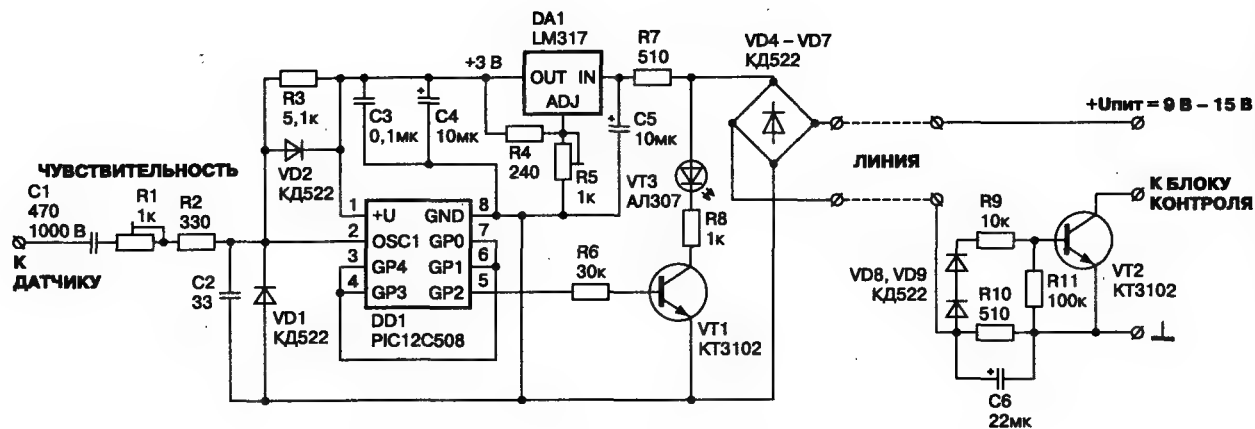 DA1
LM317
R7
510
VD4 – VD7
КД522
+3 В
OUT
IN
ADJ
R3
5,1к
C3
0,1мк
C4
10мк
R4
240
R5
1к
C5
10мк
+Uпит = 9 В – 15 В
ЛИНИЯ
VD2
КД522
ЧУВСТВИТЕЛЬНОСТЬ
C1
470
1000 В
R1
1к
R2
330
К
ДАТЧИКУ
C2
33
VD1
КД522
1
+U
GND
8
2
OSC1
GP0
7
3
GP4
GP1
6
4
GP3
GP2
5
DD1
PIC12C508
R6
30к
VT3
АЛ307
R8
1к
VT1
КТ3102
К БЛОКУ
КОНТРОЛЯ
R9
10к
VD8, VD9
КД522
R10
510
R11
100к
VT2
КТ3102
C6
22мк